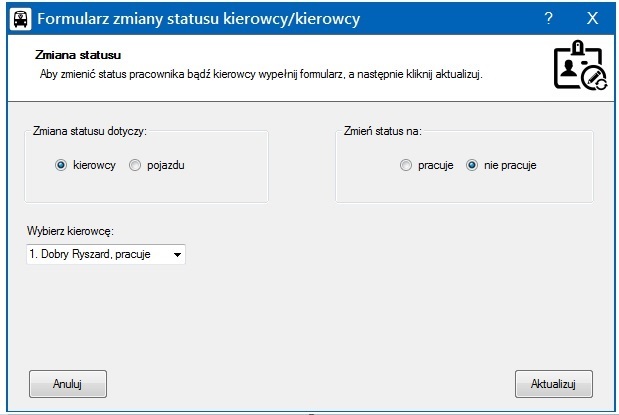 Formularz zmiany statusu kierowcy/kierowcy ? X
Zmiana statusu
Aby zmienić status pracownika bądź kierowcy wypełnij formularz, a następnie kliknij aktualizuj.
Zmiana statusu dotyczy:
kierowcy pojazdu
Zmień status na:
pracuje nie pracuje
Wybierz kierowcę:
1. Dobry Ryszard, pracuje
Anuluj
Aktualizuj